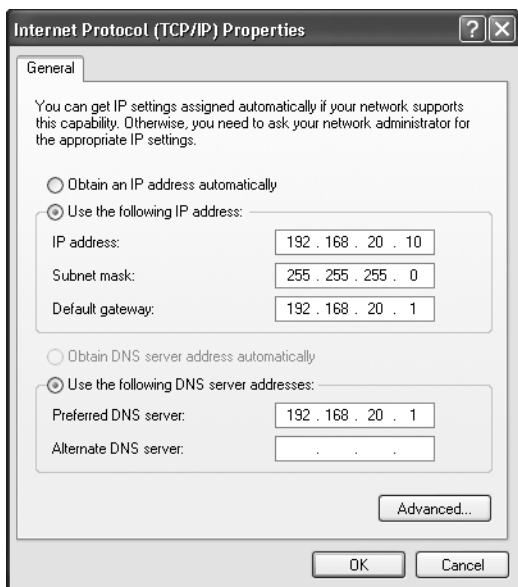 Internet Protocol (TCP/IP) Properties
General
You can get IP settings assigned automatically if your network supports
this capability. Otherwise, you need to ask your network administrator for
the appropriate IP settings.
Obtain an IP address automatically
Use the following IP address:
IP address: 192 . 168 . 20 . 10
Subnet mask: 255 . 255 . 255 . 0
Default gateway: 192 . 168 . 20 . 1
Obtain DNS server address automatically
Use the following DNS server addresses:
Preferred DNS server: 192 . 168 . 20 . 1
Alternate DNS server: . . .
Advanced...
OK Cancel